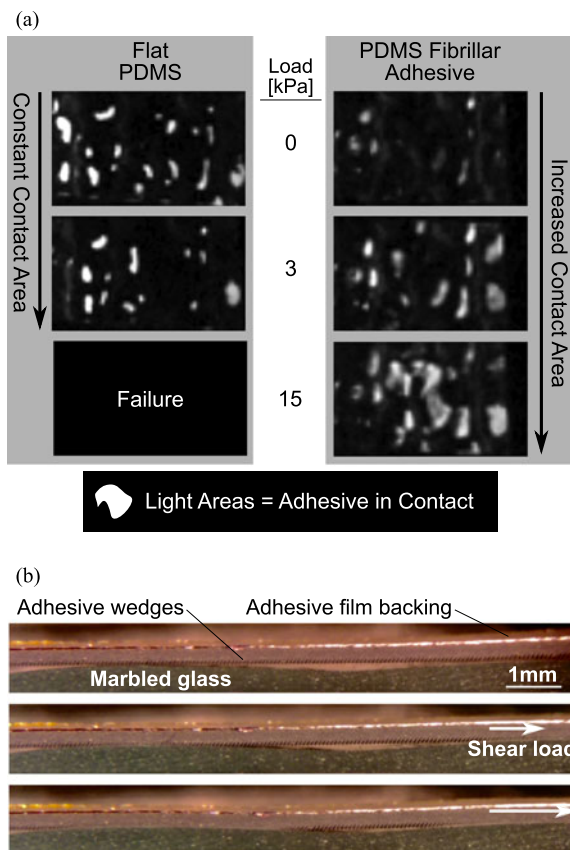 (a)
Flat
PDMS
Load
[kPa]
PDMS Fibrillar
Adhesive
Constant Contact Area
0
3
Failure
15
Increased Contact Area
Light Areas = Adhesive in Contact
(b)
Adhesive wedges
Adhesive film backing
Marbled glass
1mm
Shear load